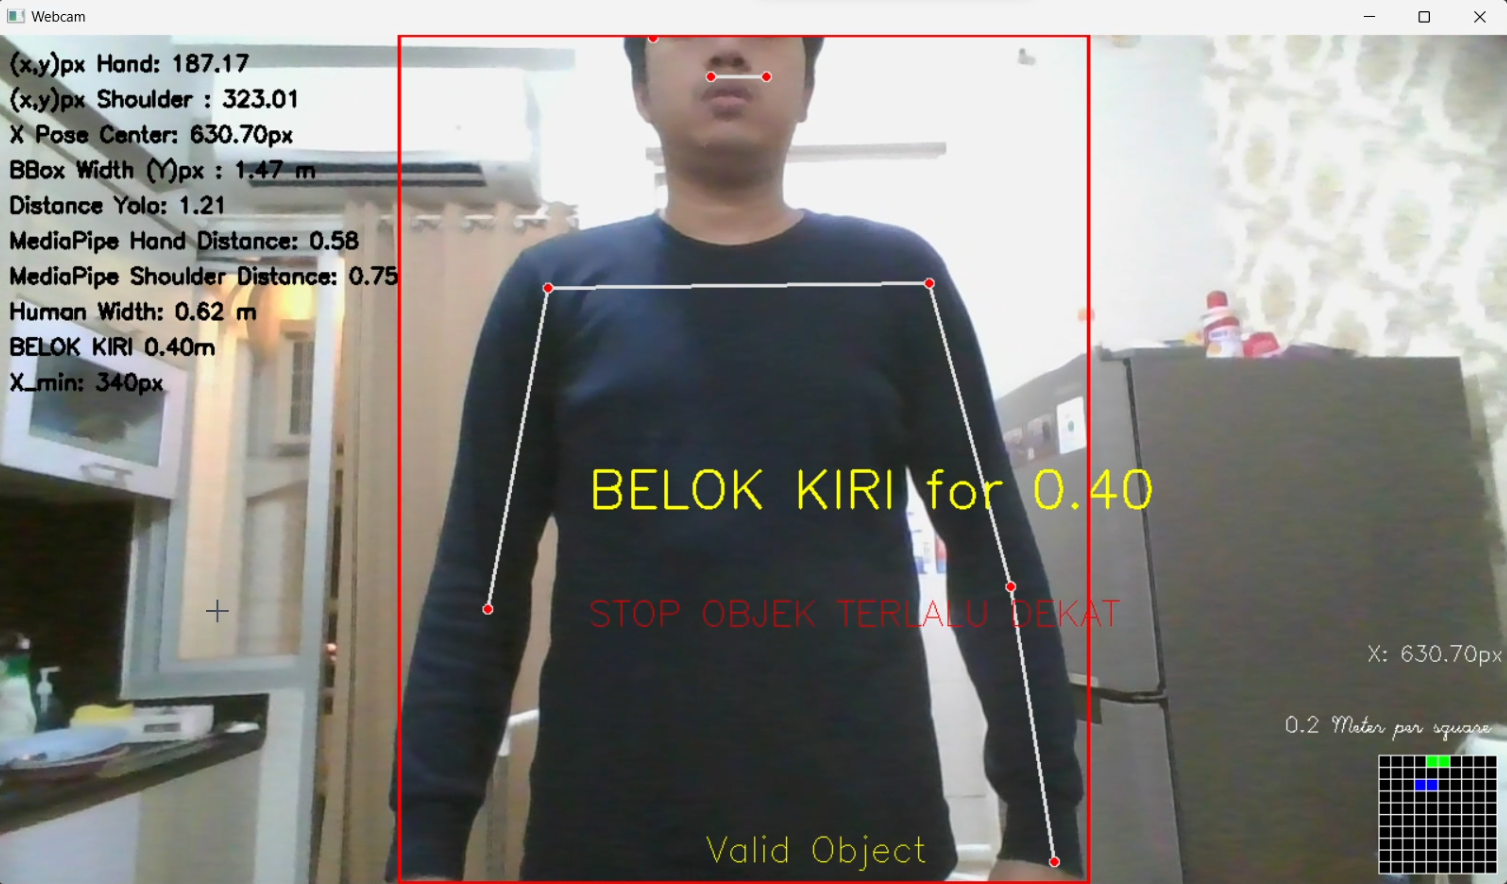 Webcam
(x,y)px Hand: 187.17
(x,y)px Shoulder : 323.01
X Pose Center: 630.70px
BBox Width (Y)px : 1.47 m
Distance Yolo: 1.21
MediaPipe Hand Distance: 0.58
MediaPipe Shoulder Distance: 0.75
Human Width: 0.62 m
BELOK KIRI 0.40m
X_min: 340px
BELOK KIRI for 0.40
STOP OBJEK TERLALU DEKAT
X: 630.70px
0.2 Meter per square
Valid Object